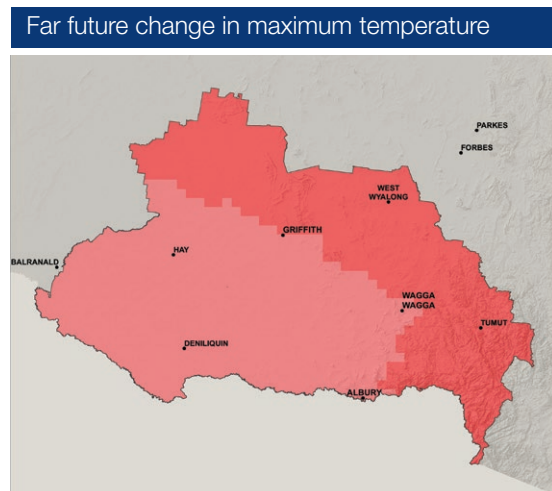 Far future change in maximum temperature
PARKES
FORBES
WEST
WYALONG
GRIFFITH
HAY
BALRANALD
WAGGA
WAGGA
TUMUT
DENILIQUIN
ALBURY